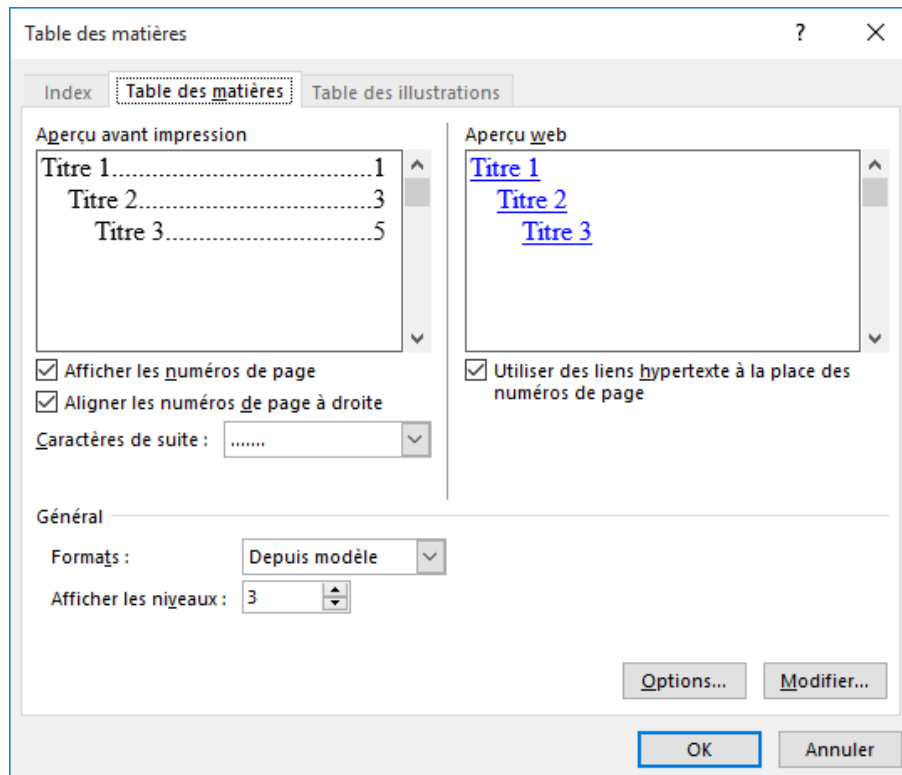 Table des matières ?
Index Table des matières Table des illustrations
Aperçu avant impression
Titre 1..........................................1
Titre 2.....................................3
Titre 3................................5
Afficher les numéros de page
Aligner les numéros de page à droite
Caractères de suite : .......
Aperçu web
Titre 1
Titre 2
Titre 3
Utiliser des liens hypertexte à la place des
numéros de page
Général
Formats : Depuis modèle
Afficher les niveaux : 3
Options... Modifier...
OK Annuler